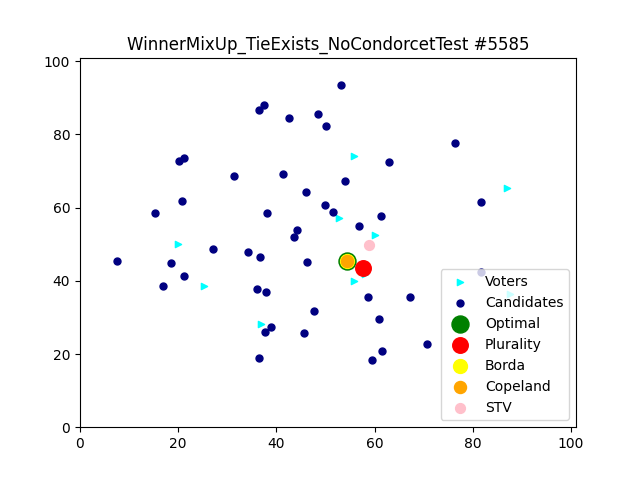 WinnerMixUp_TieExists_NoCondorcetTest #5585
100
80
60
40
20
0
0 20 40 60 80 100
Voters
Candidates
Optimal
Plurality
Borda
Copeland
STV